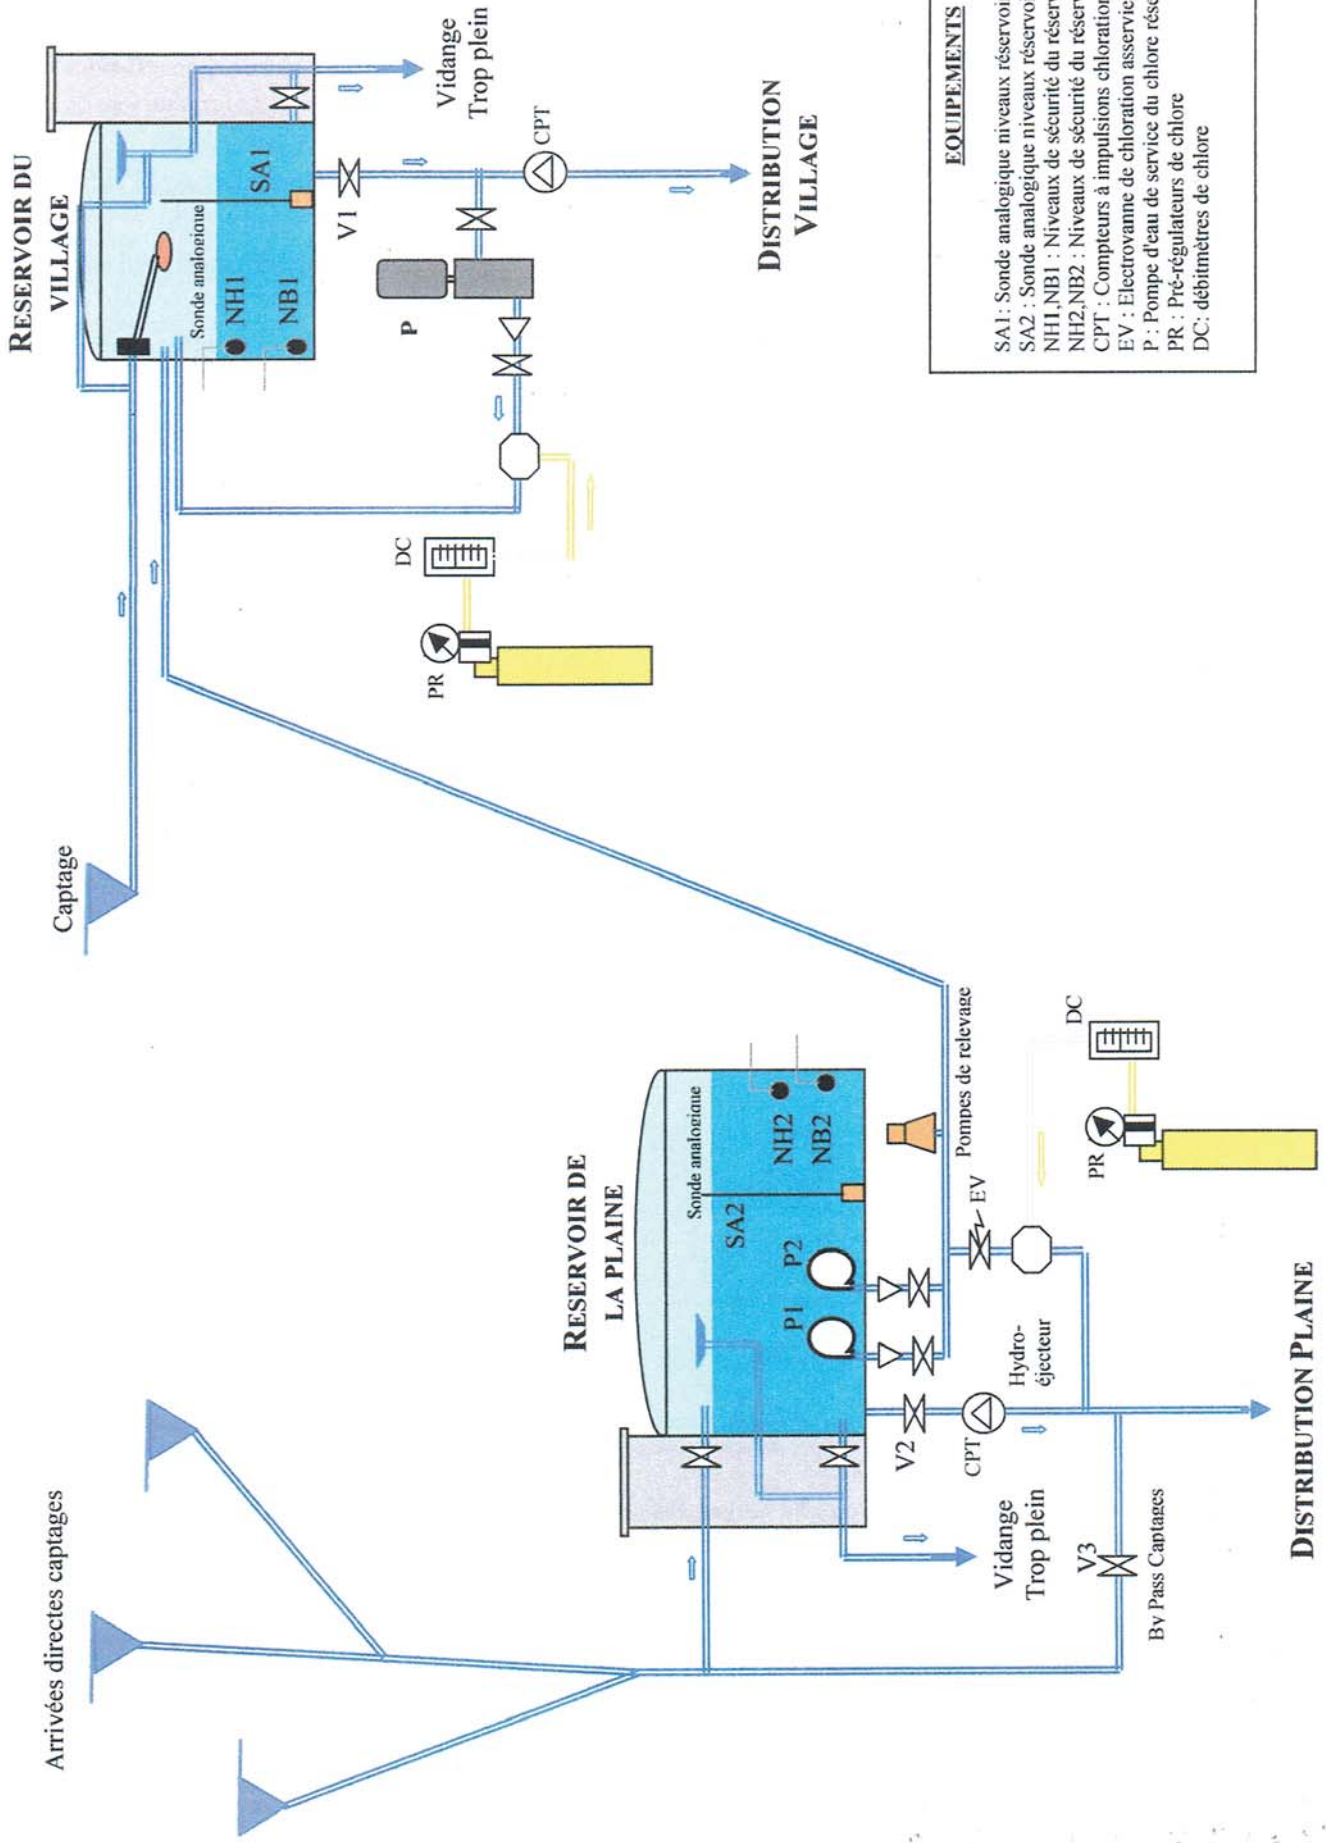 Arrivées directes captages
Captage
RESERVOIR DU
VILLAGE
Sonde analogique
NH1
NB1
SA1
V1
Vidange
Trop plein
P
CPT
DISTRIBUTION
VILLAGE
DC
PR
RESERVOIR DE
LA PLAINE
Sonde analogique
SA2
NH2
NB2
P1
P2
Pompes de relevage
EV
V2
CPT
Hydro-
éjecteur
DC
PR
Vidange
Trop plein
V3
By Pass Captages
DISTRIBUTION PLAINE
EQUIPEMENTS
SA1: Sonde analogique niveaux réservoi
SA2 : Sonde analogique niveaux réservoi
NH1,NB1 : Niveaux de sécurité du réserv
NH2,NB2 : Niveaux de sécurité du réserv
CPT : Compteurs à impulsions chloration
EV : Electrovanne de chloration asservie
P : Pompe d'eau de service du chlore rése
PR : Pré-régulateurs de chlore
DC: débitmètres de chlore